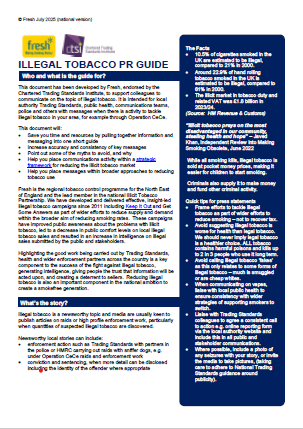 © Fresh July 2025 (national version)
fresh
ctsi
Chartered Trading Standards Institute
ILLEGAL TOBACCO PR GUIDE
Who and what is the guide for?
This document has been developed by Fresh, endorsed by the
Chartered Trading Standards Institute, to support colleagues to
communicate on the topic of illegal tobacco. It is intended for local
authority Trading Standards, public health, communications teams,
police and others with messages when there is activity to tackle
illegal tobacco in your area, for example through Operation CeCe.
This document will:
• Save you time and resources by pulling together information and
messaging into one short guide
• Increase accuracy and consistency of key messages
• Point out some of the myths to avoid, and why
• Help you place communications activity within a strategic
framework for reducing the illicit tobacco market
• Help you place messages within broader approaches to reducing
tobacco use
Fresh is the regional tobacco control programme for the North East
of England and the lead member in the national Illicit Tobacco
Partnership. We have developed and delivered effective, insight-led
illegal tobacco campaigns since 2011 including Keep It Out and Get
Some Answers as part of wider efforts to reduce supply and demand
within the broader aim of reducing smoking rates. These campaigns
have improved public understanding about the problems with illicit
tobacco, led to a decrease in public comfort levels on local illegal
tobacco sales and resulted in an increase in intelligence on illegal
sales submitted by the public and stakeholders.
Highlighting the good work being carried out by Trading Standards,
health and wider enforcement partners across the country is a key
component to the success of the fight against illegal tobacco,
generating intelligence, giving people the trust that information will be
acted upon, and creating a deterrent to sellers. Reducing illegal
tobacco is also an important component in the national ambition to
create a smokefree generation.
What's the story?
Illegal tobacco is a newsworthy topic and media are usually keen to
publish articles on raids or high profile enforcement work, particularly
when quantities of suspected illegal tobacco are discovered.
Newsworthy local stories can include:
• enforcement action such as Trading Standards with partners in
the police or HMRC carrying out raids with sniffer dogs, e.g.
under Operation CeCe raids and enforcement work
• conviction and sentencing, when more detail can be disclosed
including the identity of the offender where appropriate
The Facts
• 10.5% of cigarettes smoked in the
UK are estimated to be illegal,
compared to 21% in 2000.
• Around 22.9% of hand rolling
tobacco smoked in the UK is
estimated to be illegal, compared to
61% in 2000.
• The illicit market in tobacco duty and
related VAT was £1.8 billion in
2023/24.
(Source: HM Revenue & Customs)
"Illicit tobacco preys on the most
disadvantaged in our community,
stealing health and hope" – Javed
Khan, Independent Review into Making
Smoking Obsolete, June 2022
While all smoking kills, illegal tobacco is
sold at pocket money prices, making it
easier for children to start smoking.
Criminals also supply it to make money
and fund other criminal activity.
Quick tips for press statements
• Frame efforts to tackle illegal
tobacco as part of wider efforts to
reduce smoking – not to recover tax.
• Avoid suggesting illegal tobacco is
worse for health than legal tobacco.
We should never imply legal tobacco
is a healthier choice. ALL tobacco
contains harmful poisons and kills up
to 2 in 3 people who use it long term.
• Avoid calling illegal tobacco 'fakes'
as this only relates to some forms of
illegal tobacco – much is smuggled
or are cheap whites.
• When communicating on vapes,
liaise with local public health to
ensure consistency with wider
strategies of supporting smokers to
switch.
• Liaise with Trading Standards
colleagues to agree a consistent call
to action e.g. online reporting form
via the local authority website and
include this in all public and
stakeholder communications.
• Where possible, include a photo of
any seizures with your story, or invite
the media to take pictures, (taking
care to adhere to National Trading
Standards guidance around
publicity).